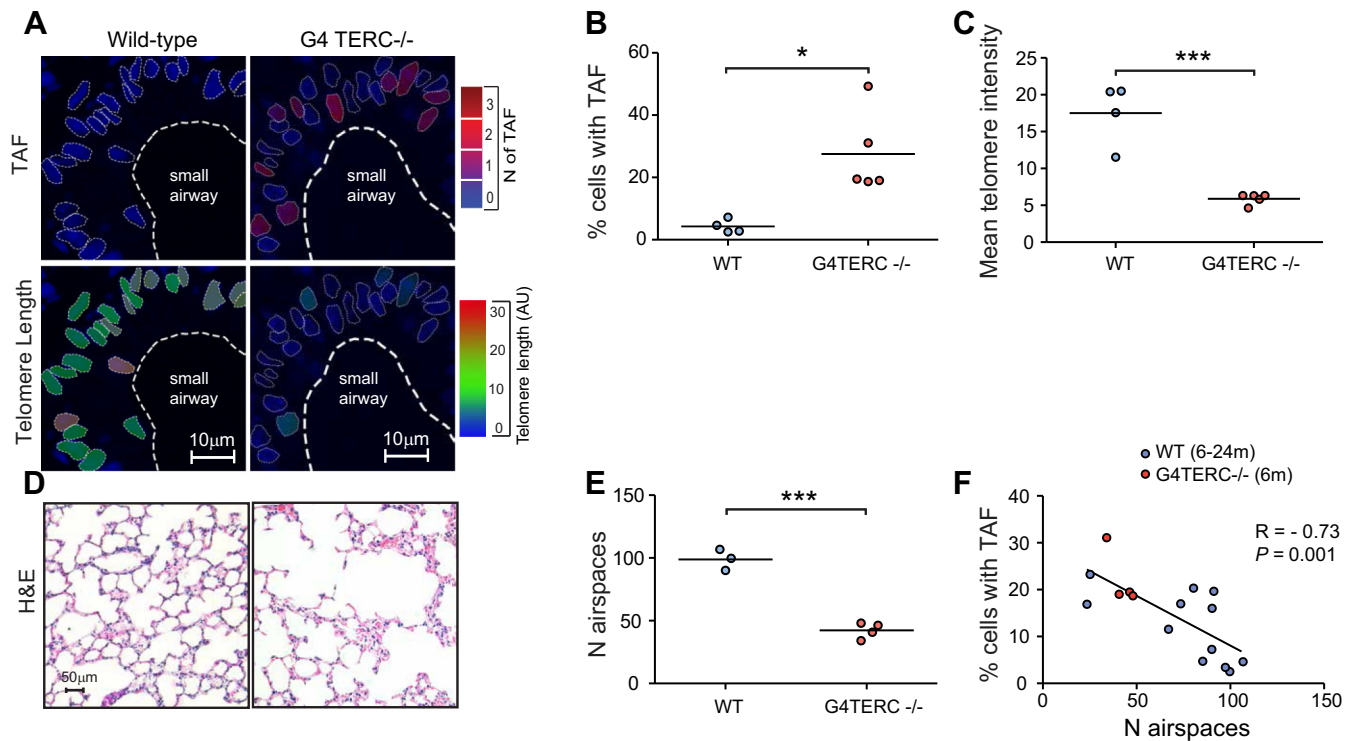 A
Wild-type
G4 TERC-/-
TAF
small
airway
small
airway
3
2
1
0
N of TAF
Telomere Length
small
airway
10μm
small
airway
10μm
30
20
10
0
Telomere length (AU)
B
% cells with TAF
60
40
20
0
*
WT
G4TERC -/-
C
Mean telomere intensity
25
20
15
10
5
0
***
WT
G4TERC -/-
D
H&E
50μm
E
N airspaces
150
100
50
0
***
WT
G4TERC -/-
F
WT (6-24m)
G4TERC-/- (6m)
% cells with TAF
40
30
20
10
0
R = - 0.73
P = 0.001
0
50
100
150
N airspaces